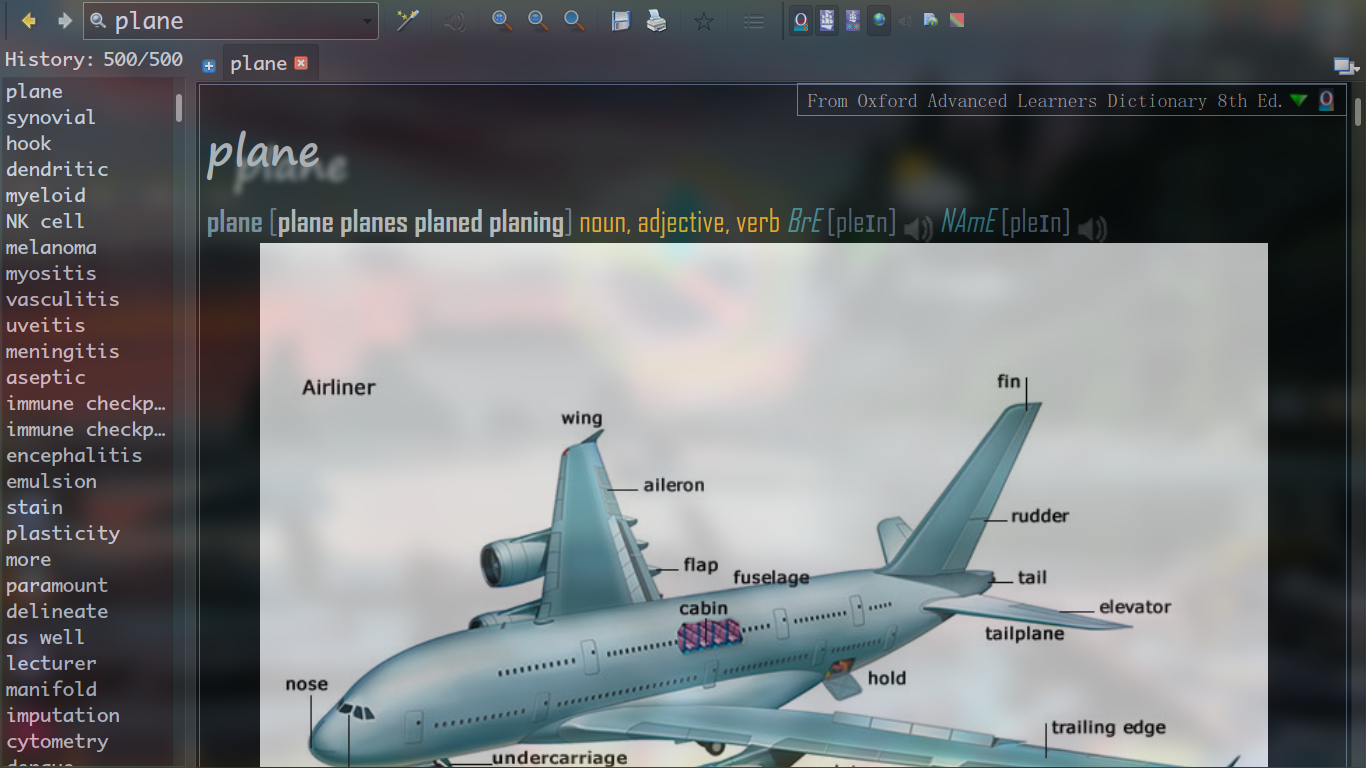 plane
History: 500/500
plane
plane
synovial
hook
dendritic
myeloid
NK cell
melanoma
myositis
vasculitis
uveitis
meningitis
aseptic
immune checkp…
immune checkp…
encephalitis
emulsion
stain
plasticity
more
paramount
delineate
as well
lecturer
manifold
imputation
cytometry
From Oxford Advanced Learners Dictionary 8th Ed.
plane
plane [plane planes planed planing] noun, adjective, verb BrE [pleɪn] NAmE [pleɪn]
Airliner
fin
wing
aileron
rudder
flap
fuselage
tail
cabin
elevator
tailplane
hold
nose
trailing edge
undercarriage